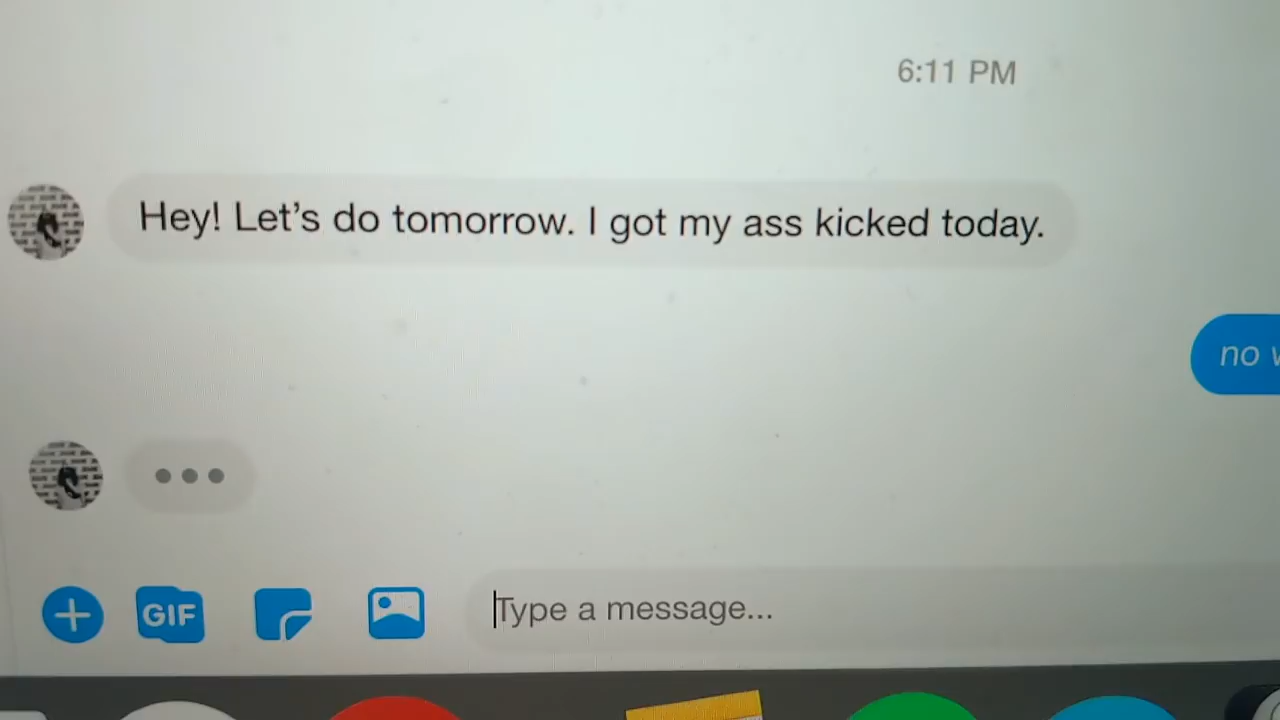 6:11 PM
Hey! Let's do tomorrow. I got my ass kicked today.
no
GIF
Type a message...